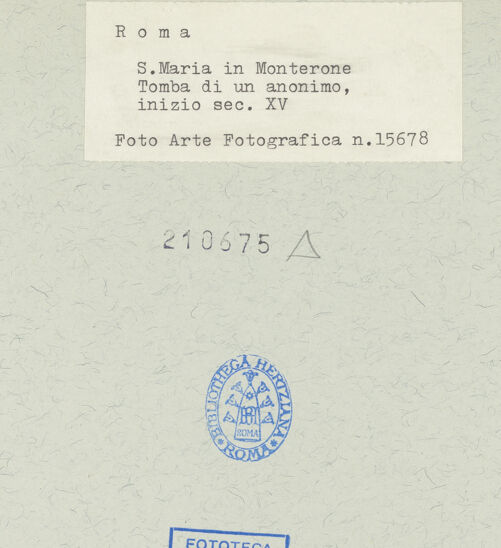 Roma
S.Maria in Monterone
Tomba di un anonimo,
inizio sec. XV
Foto Arte Fotografica n.15678
210675
BIBLIOTHECA HERTZIANA
ROMA
ROMA
FOTOTECA